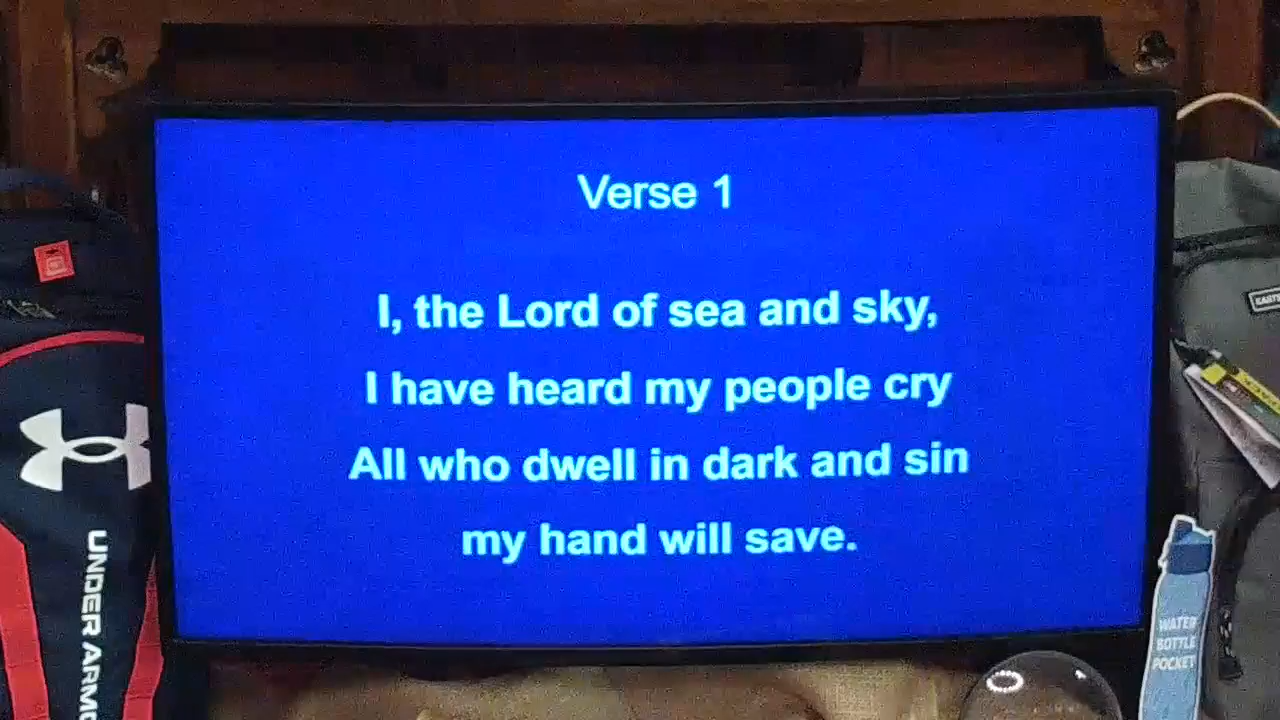 Verse 1
I, the Lord of sea and sky,
I have heard my people cry
All who dwell in dark and sin
my hand will save.
UNDER ARMO
WATER
BOTTLE
POCKET